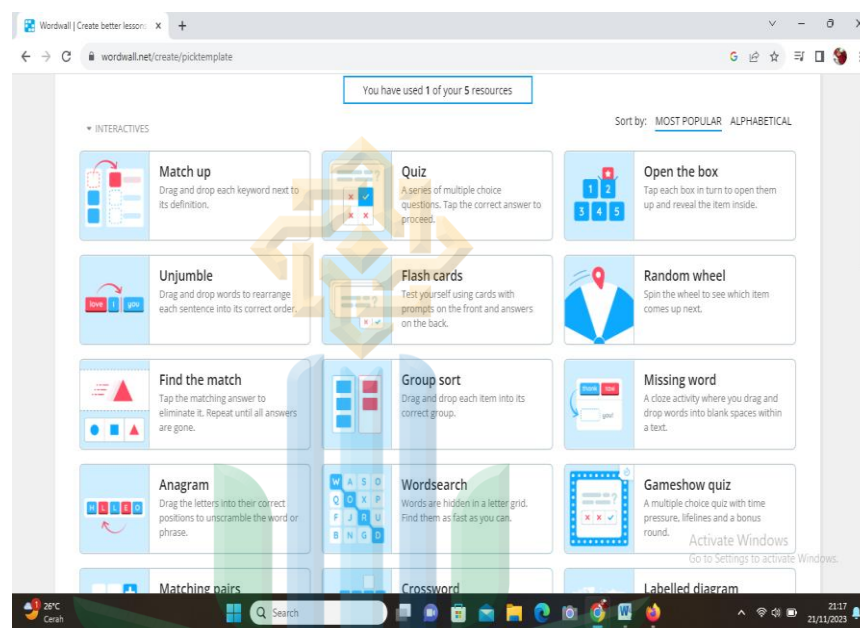 Wordwall | Create better lesson
wordwall.net/create/picktemplate
You have used 1 of your 5 resources
INTERACTIVES
Sort by: MOST POPULAR ALPHABETICAL
Match up
Drag and drop each keyword next to
its definition.
Quiz
A series of multiple choice
questions. Tap the correct answer to
proceed.
Open the box
Tap each box in turn to open them
up and reveal the item inside.
1 2
3 4 5
Unjumble
Drag and drop words to rearrange
each sentence into its correct order.
love I you
Flash cards
Test yourself using cards with
prompts on the front and answers
on the back.
Random wheel
Spin the wheel to see which item
comes up next.
Find the match
Tap the matching answer to
eliminate it. Repeat until all answers
are gone.
Group sort
Drag and drop each item into its
correct group.
Missing word
A cloze activity where you drag and
drop words into blank spaces within
a text.
you!
Anagram
Drag the letters into their correct
positions to unscramble the word or
phrase.
H L L E O
Wordsearch
Words are hidden in a letter grid.
Find them as fast as you can.
W A S O
Q O X P
F J R U
B N G D
Gameshow quiz
A multiple choice quiz with time
pressure, lifelines and a bonus
round.
Activate Windows
Go to Settings to activate Windows.
Matching pairs
Crossword
Labelled diagram
26°C
Cerah
Search
21:17
21/11/2023